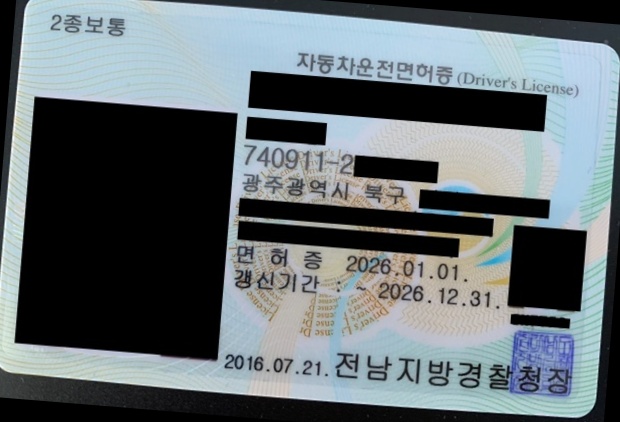 2종보통
자동차운전면허증 (Driver's License)
740911-2
광주광역시 북구
면 허 증 2026.01.01.
갱신기간 : ~ 2026.12.31.
2016.07.21. 전남지방경찰청장